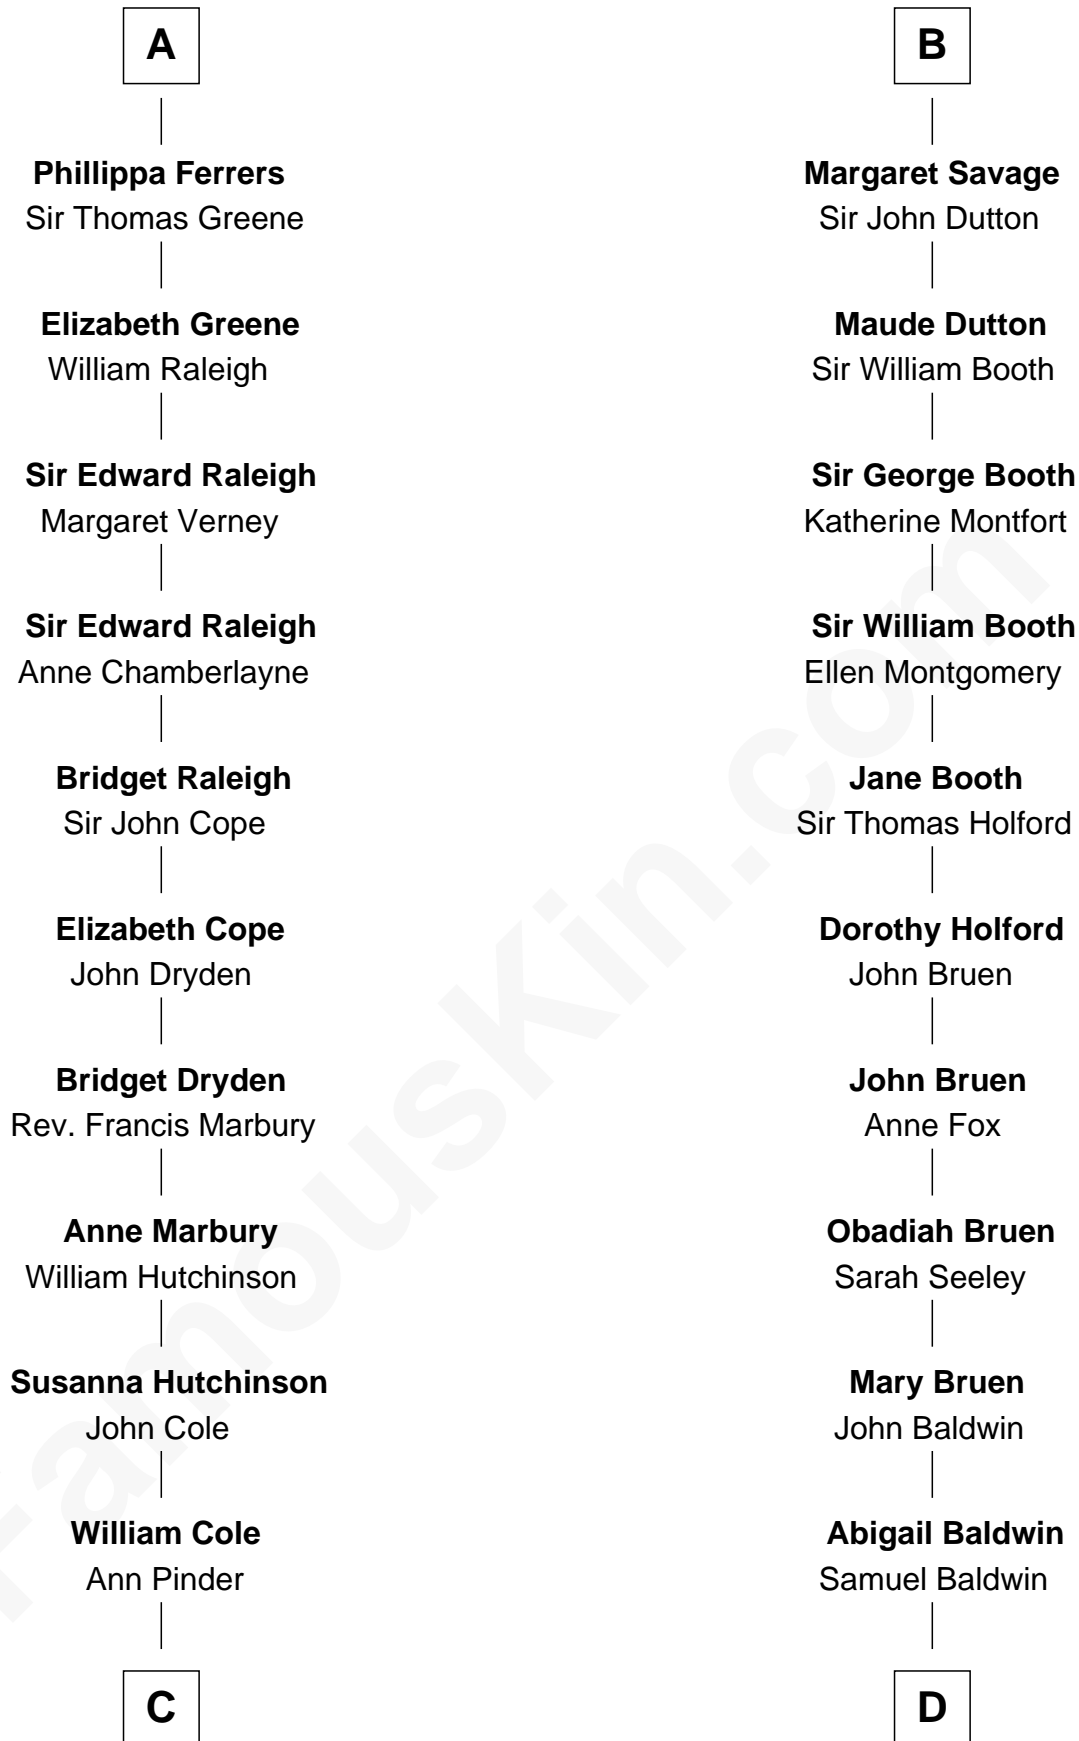 A
B
Phillippa Ferrers
Sir Thomas Greene
Margaret Savage
Sir John Dutton
Elizabeth Greene
William Raleigh
Maude Dutton
Sir William Booth
Sir Edward Raleigh
Margaret Verney
Sir George Booth
Katherine Montfort
Sir Edward Raleigh
Anne Chamberlayne
Sir William Booth
Ellen Montgomery
Bridget Raleigh
Sir John Cope
Jane Booth
Sir Thomas Holford
Elizabeth Cope
John Dryden
Dorothy Holford
John Bruen
Bridget Dryden
Rev. Francis Marbury
John Bruen
Anne Fox
Anne Marbury
William Hutchinson
Obadiah Bruen
Sarah Seeley
Susanna Hutchinson
John Cole
Mary Bruen
John Baldwin
William Cole
Ann Pinder
Abigail Baldwin
Samuel Baldwin
C
D
FamousKin.com